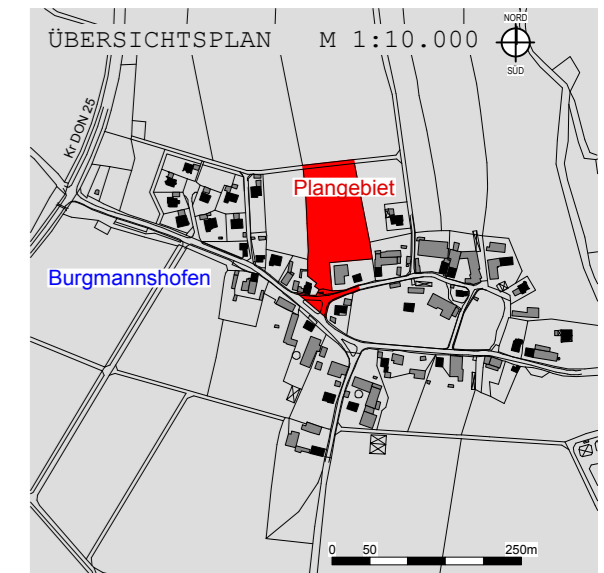 NORD
ÜBERSICHTSPLAN M 1:10.000
SÜD
Kr DON 25
Plangebiet
Burgmannshofen
0 50 250m